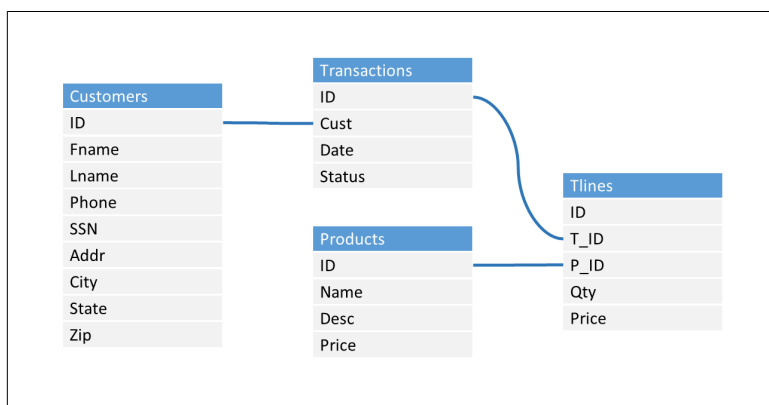 Customers
ID
Fname
Lname
Phone
SSN
Addr
City
State
Zip
Transactions
ID
Cust
Date
Status
Products
ID
Name
Desc
Price
Tlines
ID
T_ID
P_ID
Qty
Price